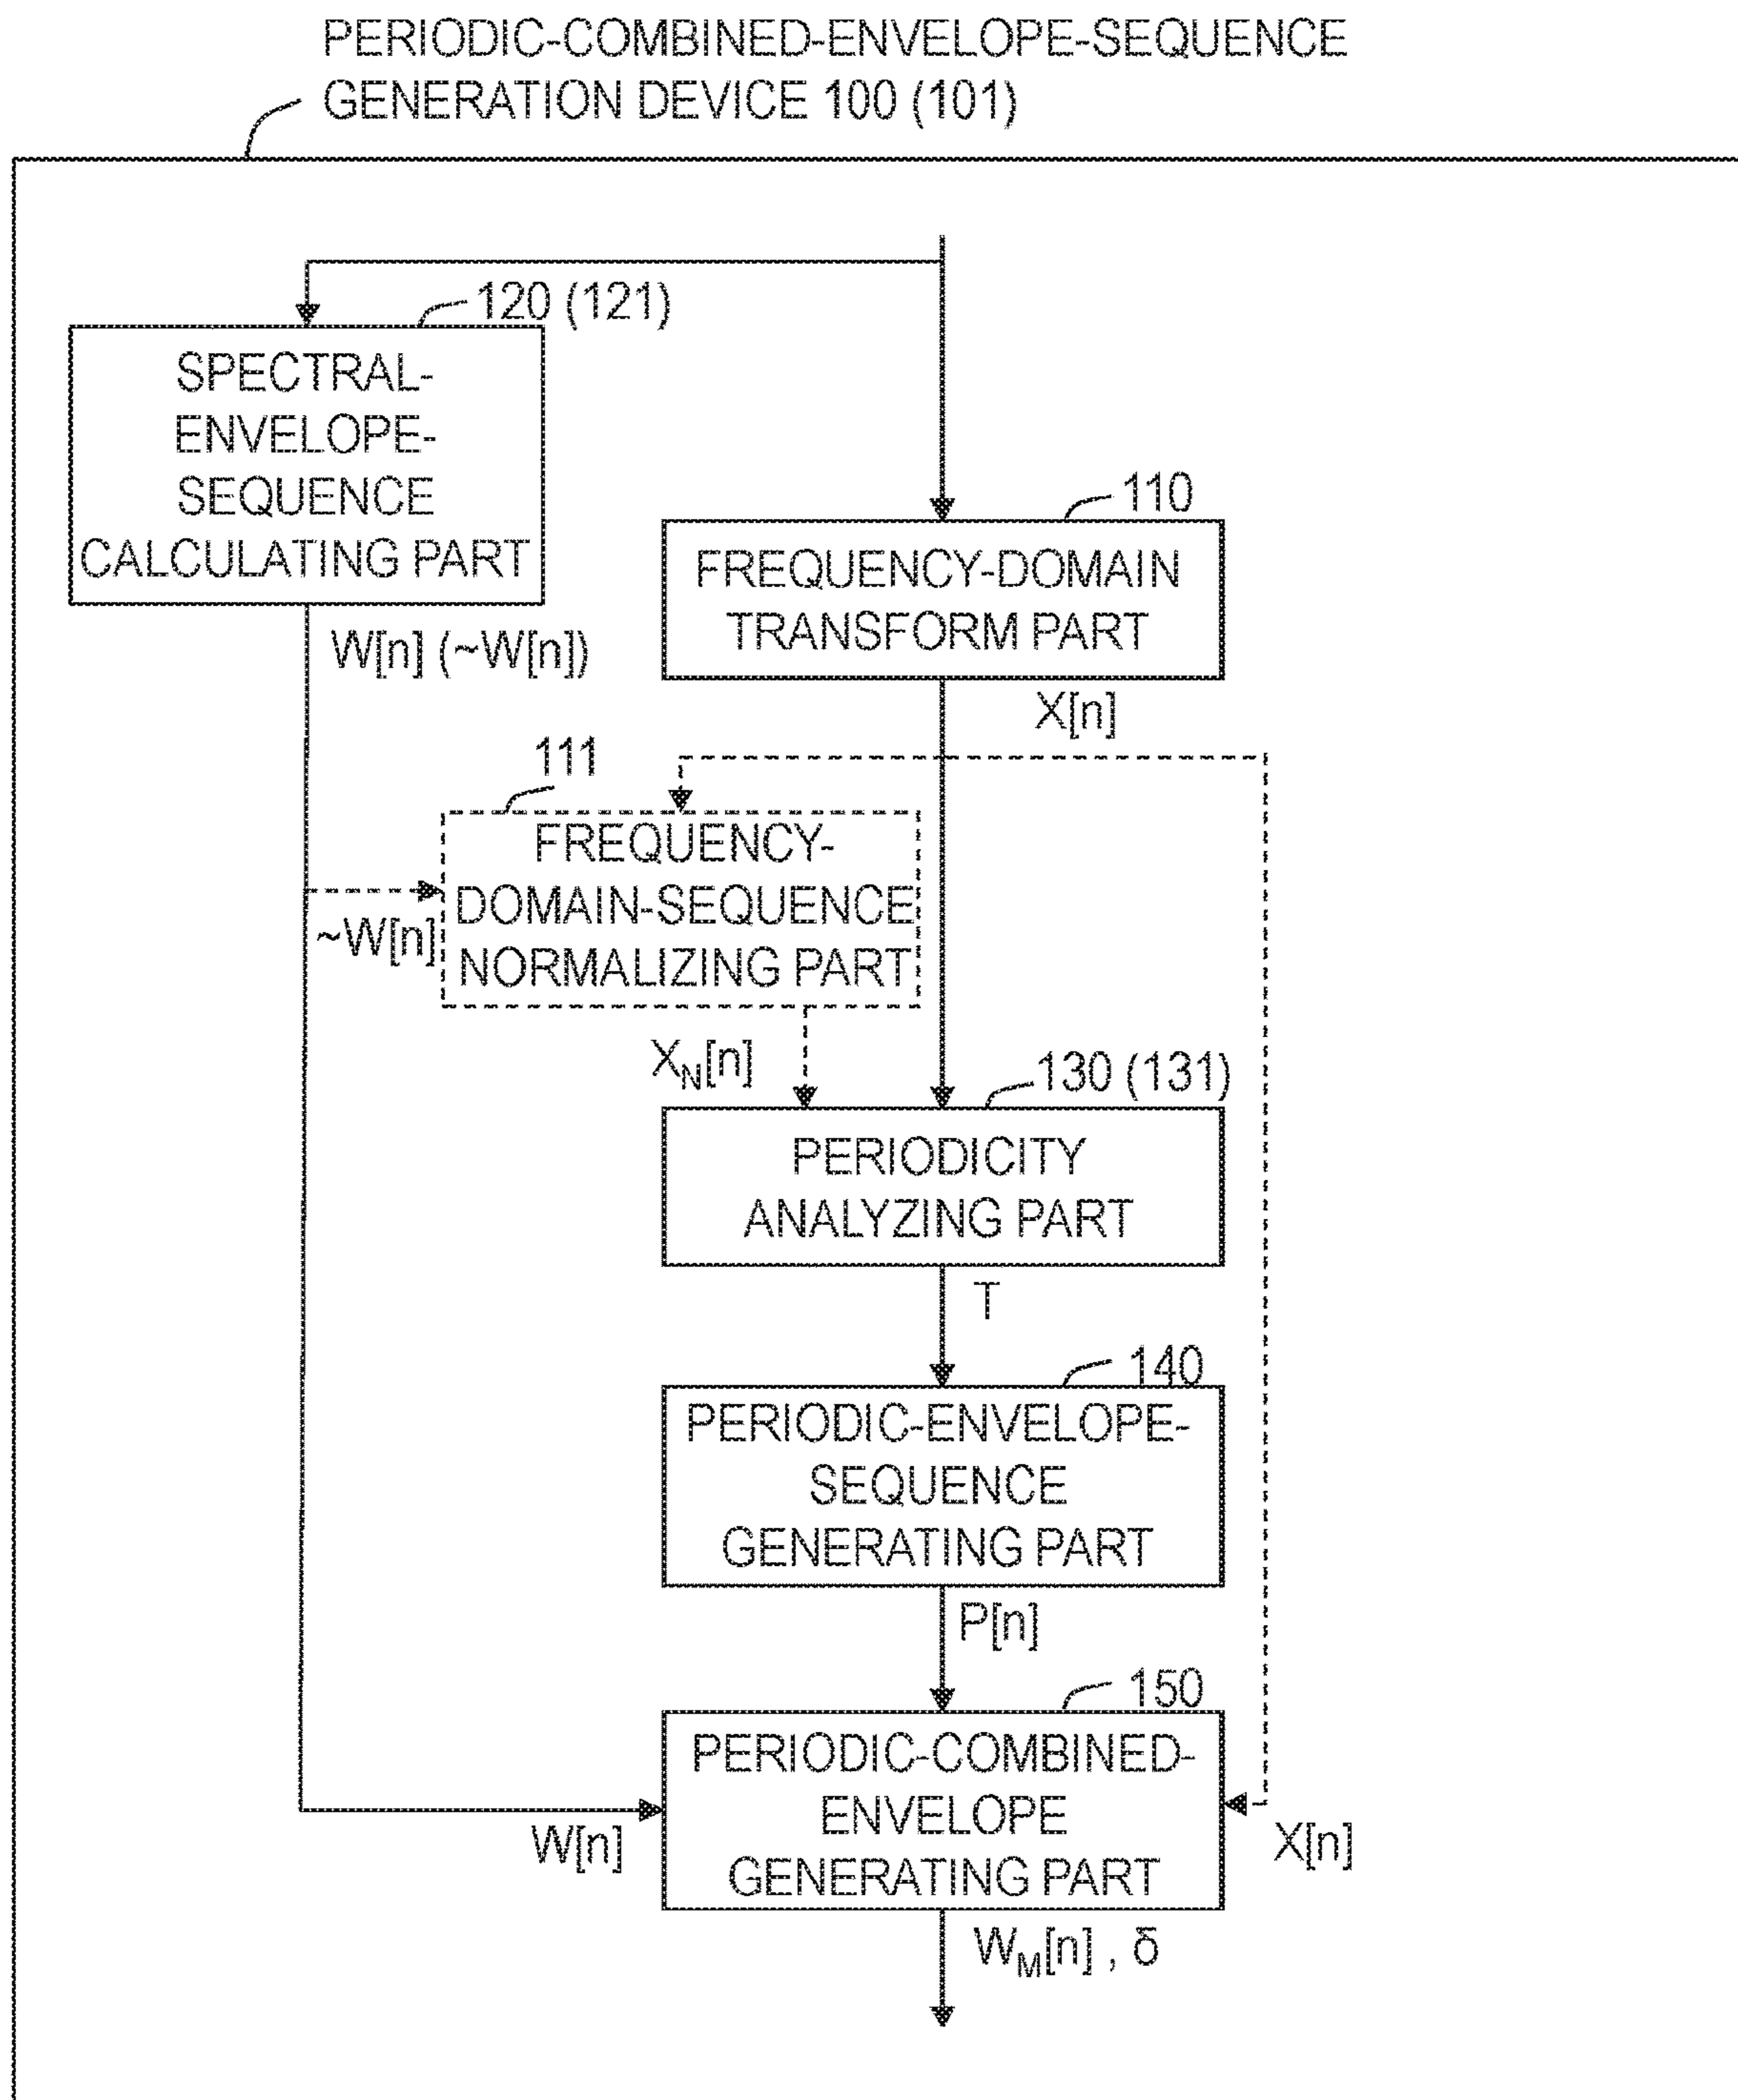 PERIODIC-COMBINED-ENVELOPE-SEQUENCE
GENERATION DEVICE 100 (101)
120 (121)
SPECTRAL-
ENVELOPE-
SEQUENCE
CALCULATING PART
W[n] (~W[n])
110
FREQUENCY-DOMAIN
TRANSFORM PART
X[n]
111
FREQUENCY-
DOMAIN-SEQUENCE
NORMALIZING PART
~W[n]
X_N[n]
130 (131)
PERIODICITY
ANALYZING PART
T
140
PERIODIC-ENVELOPE-
SEQUENCE
GENERATING PART
P[n]
150
PERIODIC-COMBINED-
ENVELOPE
GENERATING PART
W[n]
X[n]
W_M[n] , δ